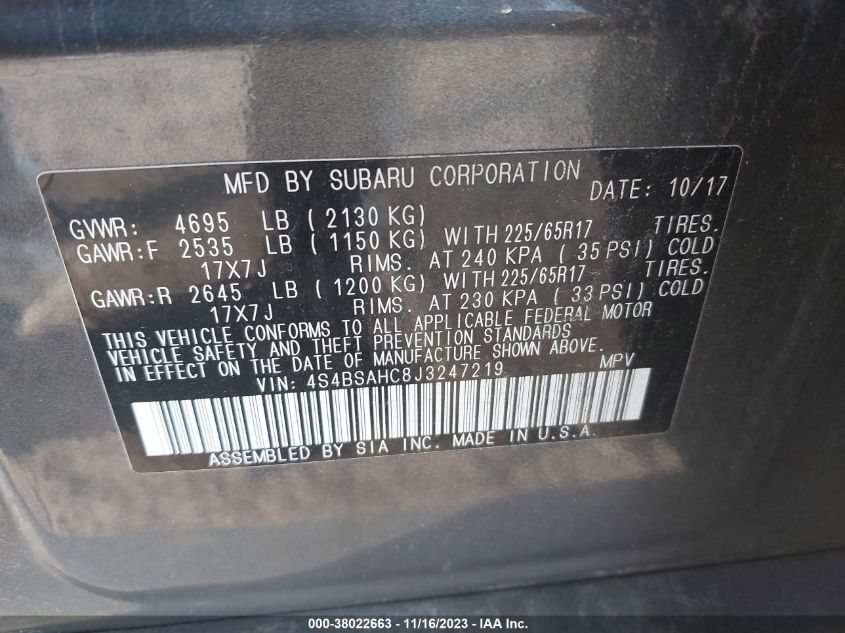 MFD BY SUBARU CORPORATION DATE: 10/17
GVWR: 4695 LB ( 2130 KG)
GAWR:F 2535 LB ( 1150 KG) WITH 225/65R17 TIRES.
17X7J RIMS. AT 240 KPA ( 35 PSI) COLD
GAWR:R 2645 LB ( 1200 KG) WITH 225/65R17 TIRES.
17X7J RIMS. AT 230 KPA ( 33 PSI) COLD
THIS VEHICLE CONFORMS TO ALL APPLICABLE FEDERAL MOTOR
VEHICLE SAFETY AND THEFT PREVENTION STANDARDS
IN EFFECT ON THE DATE OF MANUFACTURE SHOWN ABOVE.
VIN: 4S4BSAHC8J3247219 MPV
ASSEMBLED BY SIA INC. MADE IN U.S.A.
000-38022663 - 11/16/2023 - IAAI Inc.